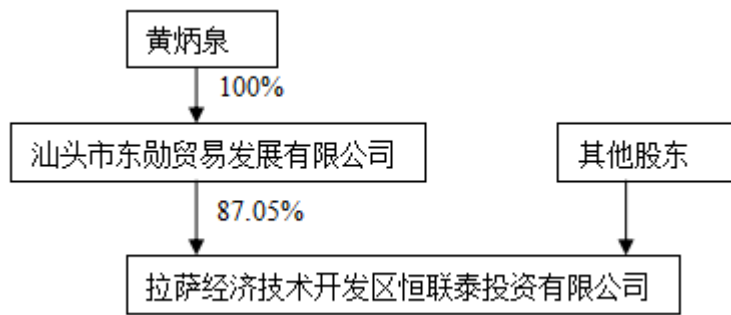 黄炳泉
100%
汕头市东勋贸易发展有限公司
其他股东
87.05%
拉萨经济技术开发区恒联泰投资有限公司